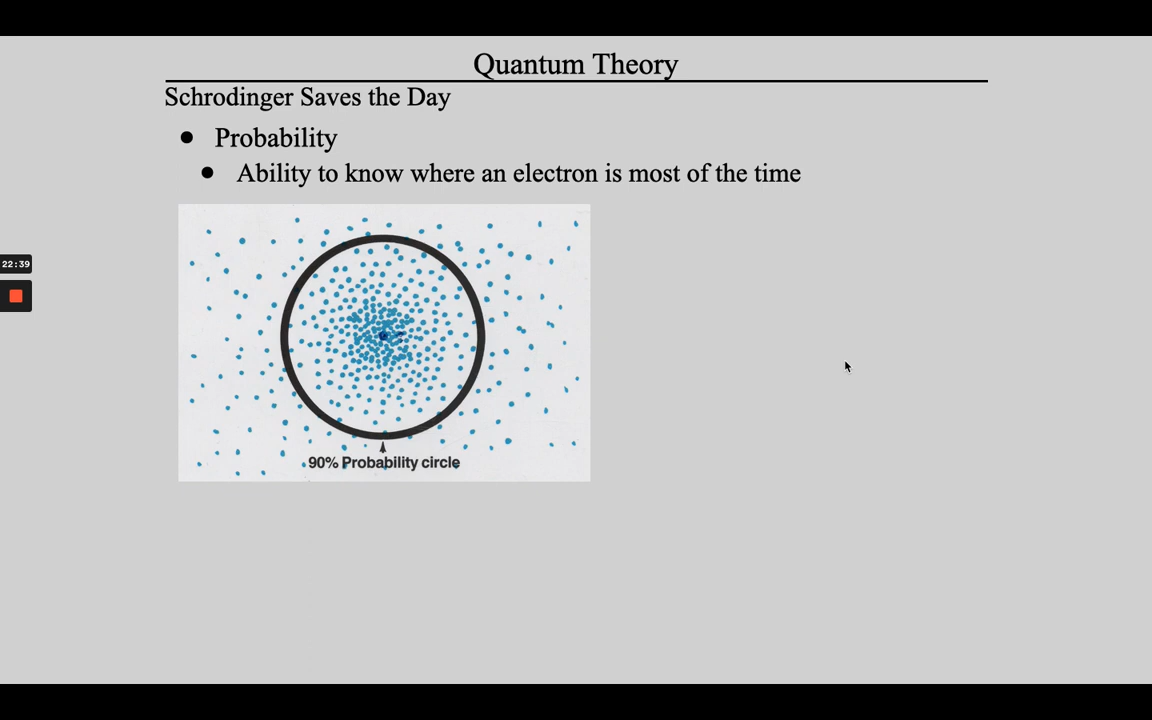 Quantum Theory
Schrodinger Saves the Day
Probability
Ability to know where an electron is most of the time
22:39
90% Probability circle